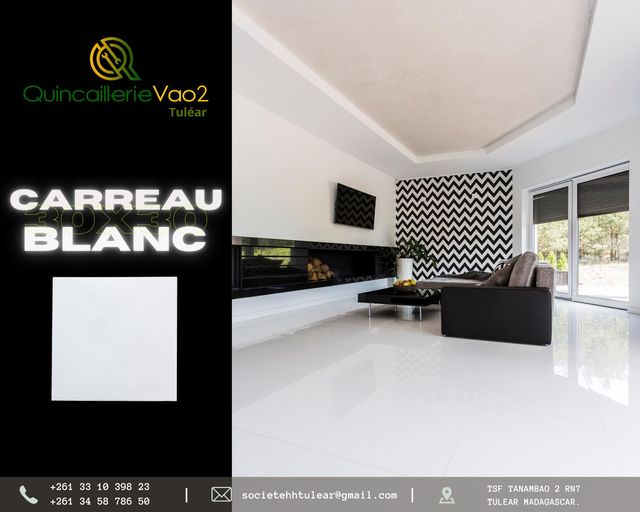 QuincaillerieVao2
Tuléar
CARREAU
30X30
BLANC
+261 33 10 398 23
+261 34 58 786 50
societehhtulear@gmail.com
TSF TANAMBAO 2 RN7
TULEAR MADAGASCAR.